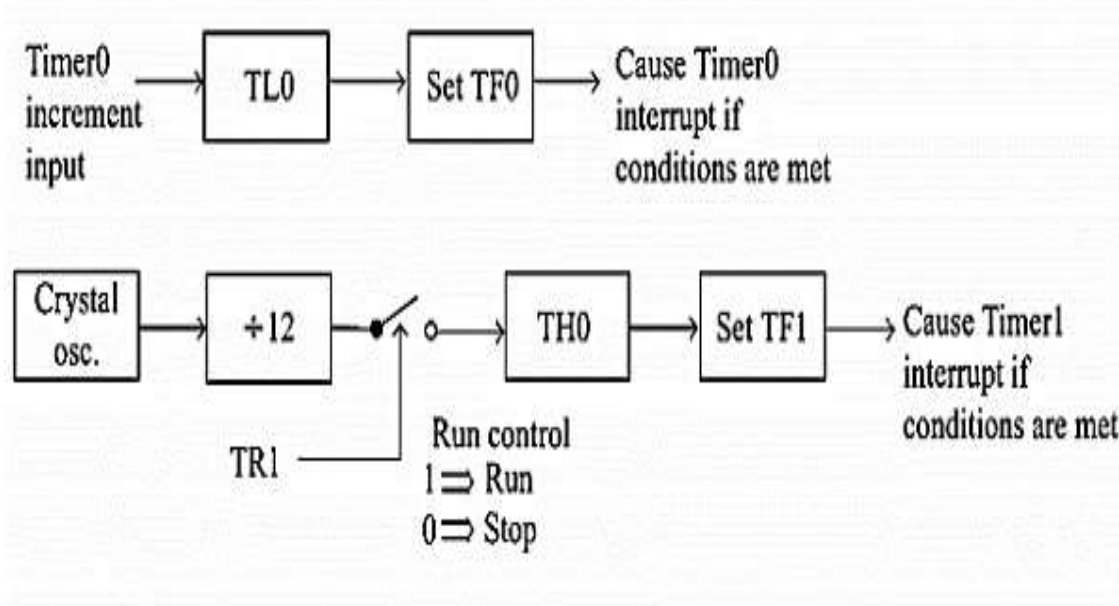 Timer0
increment
input
TL0
Set TF0
Cause Timer0
interrupt if
conditions are met
Crystal
osc.
÷12
TH0
Set TF1
Cause Timer1
interrupt if
conditions are met
TR1
Run control
1⇒ Run
0⇒ Stop